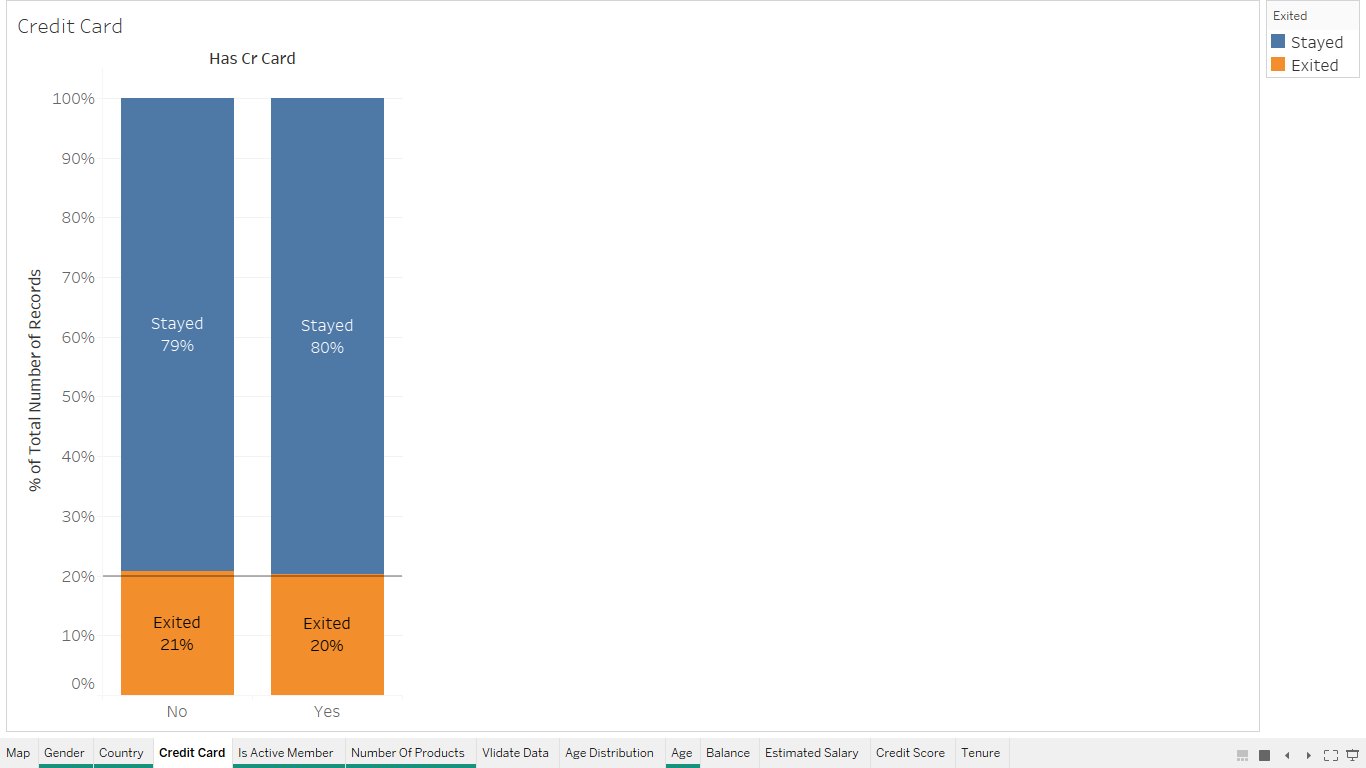 Credit Card
Exited
Stayed
Exited
Has Cr Card
% of Total Number of Records
100%
90%
80%
70%
60%
50%
40%
30%
20%
10%
0%
Stayed
79%
Stayed
80%
Exited
21%
Exited
20%
No
Yes
Map Gender Country Credit Card Is Active Member Number Of Products Vlidate Data Age Distribution Age Balance Estimated Salary Credit Score Tenure